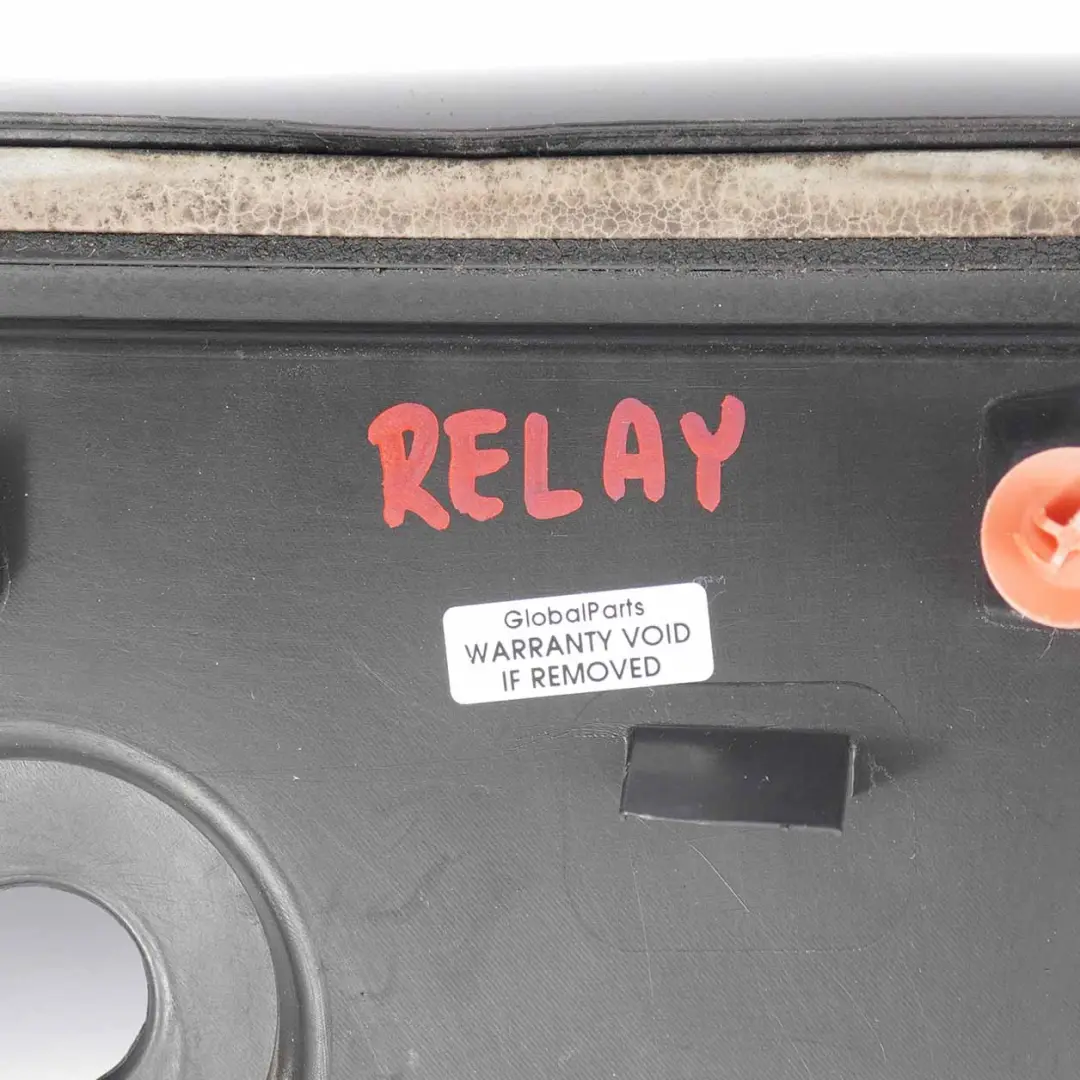 RELAY
GlobalParts
WARRANTY VOID
IF REMOVED